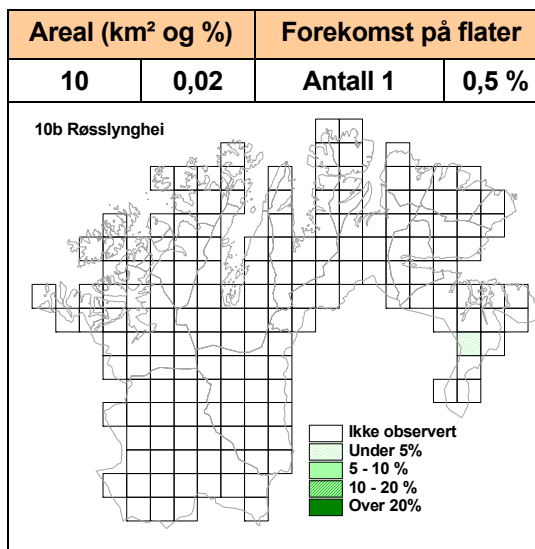 Areal (km² og %) Forekomst på flater
10 0,02 Antall 1 0,5 %
10b Røsslynghei
Ikke observert
Under 5%
5 - 10 %
10 - 20 %
Over 20%